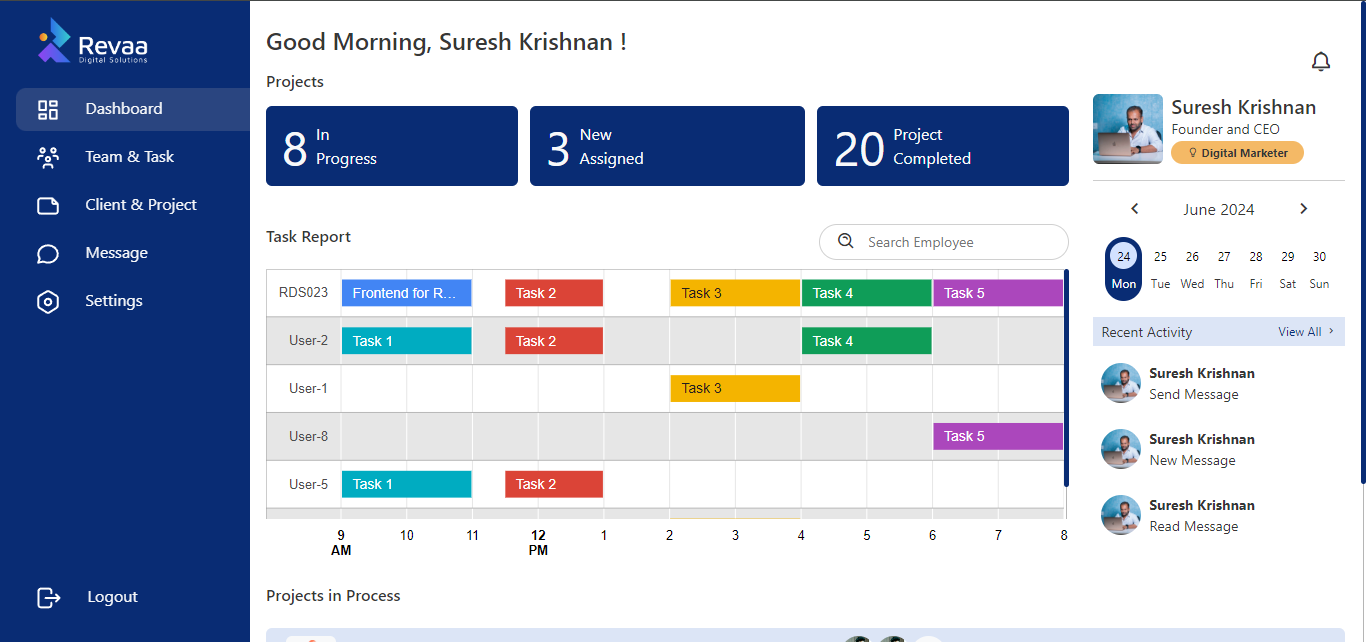 Revaa
Digital Solutions
Dashboard
Team & Task
Client & Project
Message
Settings
Logout
Good Morning, Suresh Krishnan !
Projects
8 In
Progress
3 New
Assigned
20 Project
Completed
Task Report
Search Employee
RDS023 Frontend for R... Task 2 Task 3 Task 4 Task 5
User-2 Task 1 Task 2 Task 4
User-1 Task 3
User-8 Task 5
User-5 Task 1 Task 2
9 10 11 12 1 2 3 4 5 6 7 8
AM PM
Projects in Process
Suresh Krishnan
Founder and CEO
Digital Marketer
June 2024
24 25 26 27 28 29 30
Mon Tue Wed Thu Fri Sat Sun
Recent Activity View All
Suresh Krishnan
Send Message
Suresh Krishnan
New Message
Suresh Krishnan
Read Message